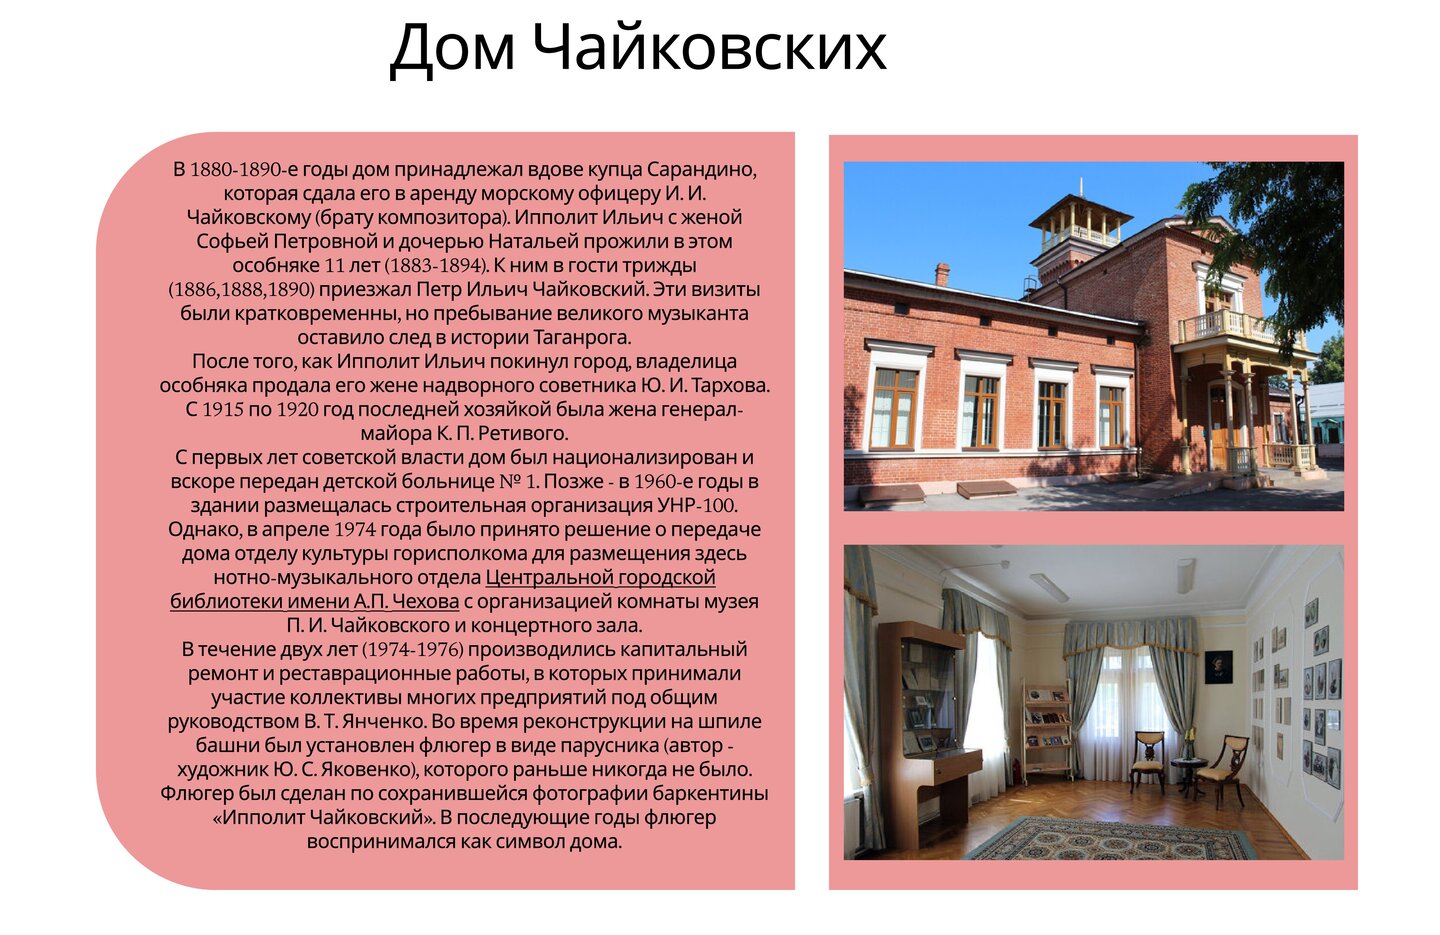 Дом Чайковских
В 1880-1890-е годы дом принадлежал вдове купца Сарандино,
которая сдала его в аренду морскому офицеру И. И.
Чайковскому (брату композитора). Ипполит Ильич с женой
Софьей Петровной и дочерью Натальей прожили в этом
особняке 11 лет (1883-1894). К ним в гости трижды
(1886,1888,1890) приезжал Петр Ильич Чайковский. Эти визиты
были кратковременны, но пребывание великого музыканта
оставило след в истории Таганрога.
После того, как Ипполит Ильич покинул город, владелица
особняка продала его жене надворного советника Ю. И. Тархова.
С 1915 по 1920 год последней хозяйкой была жена генерал-
майора К. П. Ретивого.
С первых лет советской власти дом был национализирован и
вскоре передан детской больнице № 1. Позже - в 1960-е годы в
здании размещалась строительная организация УНР-100.
Однако, в апреле 1974 года было принято решение о передаче
дома отделу культуры горисполкома для размещения здесь
нотно-музыкального отдела Центральной городской
библиотеки имени А.П. Чехова с организацией комнаты музея
П. И. Чайковского и концертного зала.
В течение двух лет (1974-1976) производились капитальный
ремонт и реставрационные работы, в которых принимали
участие коллективы многих предприятий под общим
руководством В. Т. Янченко. Во время реконструкции на шпиле
башни был установлен флюгер в виде парусника (автор -
художник Ю. С. Яковенко), которого раньше никогда не было.
Флюгер был сделан по сохранившейся фотографии баркентины
«Ипполит Чайковский». В последующие годы флюгер
воспринимался как символ дома.